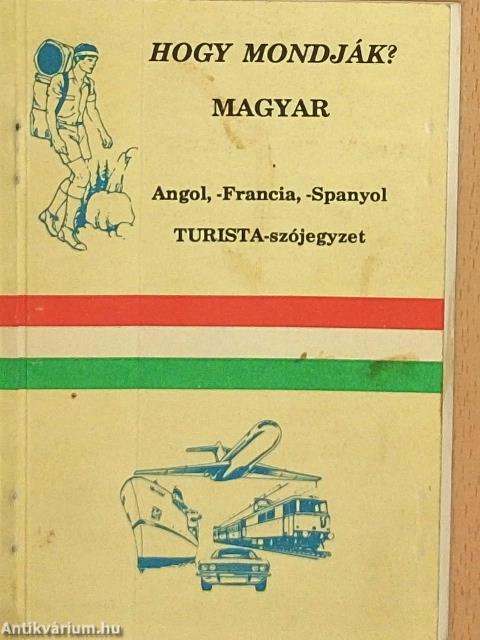 HOGY MONDJÁK?
MAGYAR
Angol, -Francia, -Spanyol
TURISTA-szójegyzet
Antikvárium.hu